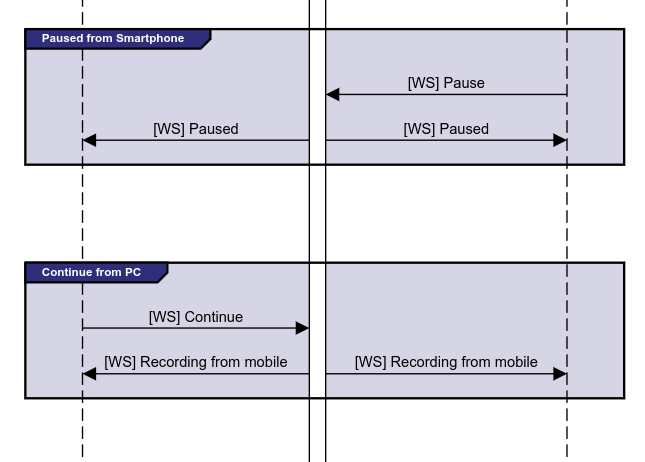 Paused from Smartphone
[WS] Pause
[WS] Paused
[WS] Paused
Continue from PC
[WS] Continue
[WS] Recording from mobile
[WS] Recording from mobile